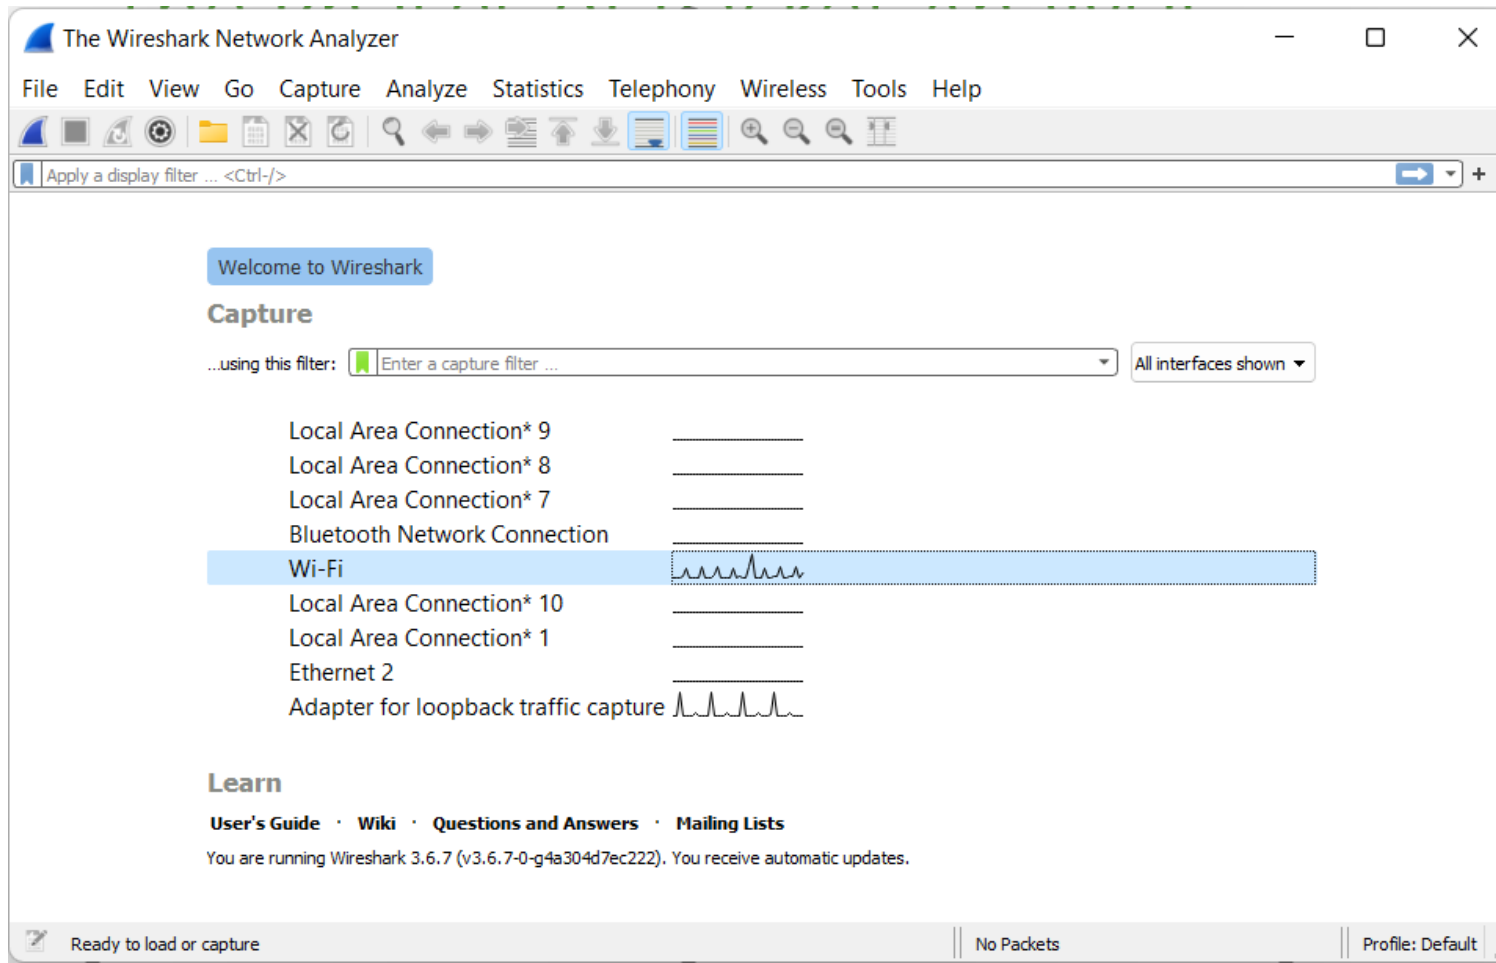 The Wireshark Network Analyzer
File Edit View Go Capture Analyze Statistics Telephony Wireless Tools Help
Apply a display filter ... <Ctrl-/>
+
Welcome to Wireshark
Capture
...using this filter: Enter a capture filter ... All interfaces shown
Local Area Connection* 9
Local Area Connection* 8
Local Area Connection* 7
Bluetooth Network Connection
Wi-Fi
Local Area Connection* 10
Local Area Connection* 1
Ethernet 2
Adapter for loopback traffic capture
Learn
User's Guide · Wiki · Questions and Answers · Mailing Lists
You are running Wireshark 3.6.7 (v3.6.7-0-g4a304d7ec222). You receive automatic updates.
Ready to load or capture No Packets Profile: Default